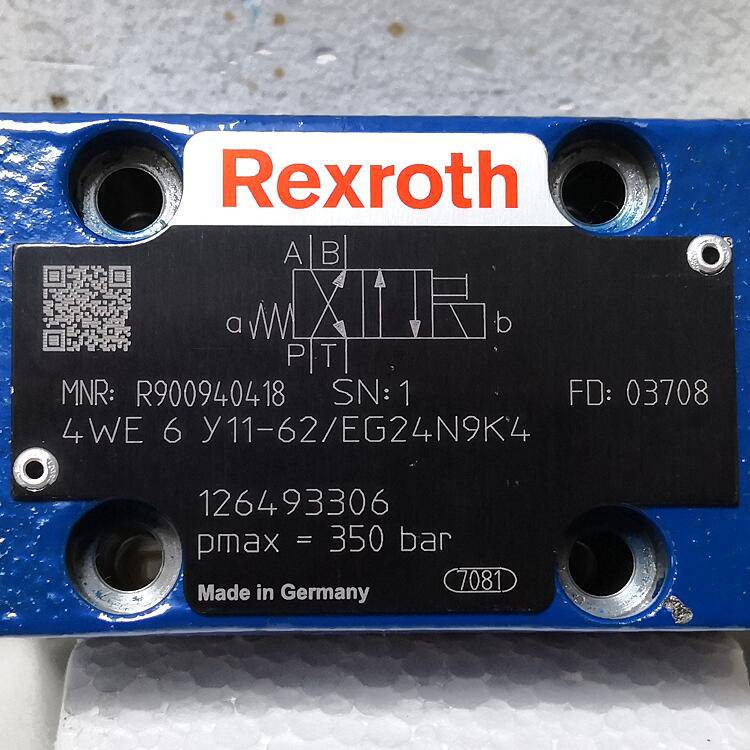 Rexroth
A B
a b
P T
MNR: R900940418 SN: 1 FD: 03708
4WE 6 Y11-62/EG24N9K4
126493306
pmax = 350 bar
Made in Germany 7081